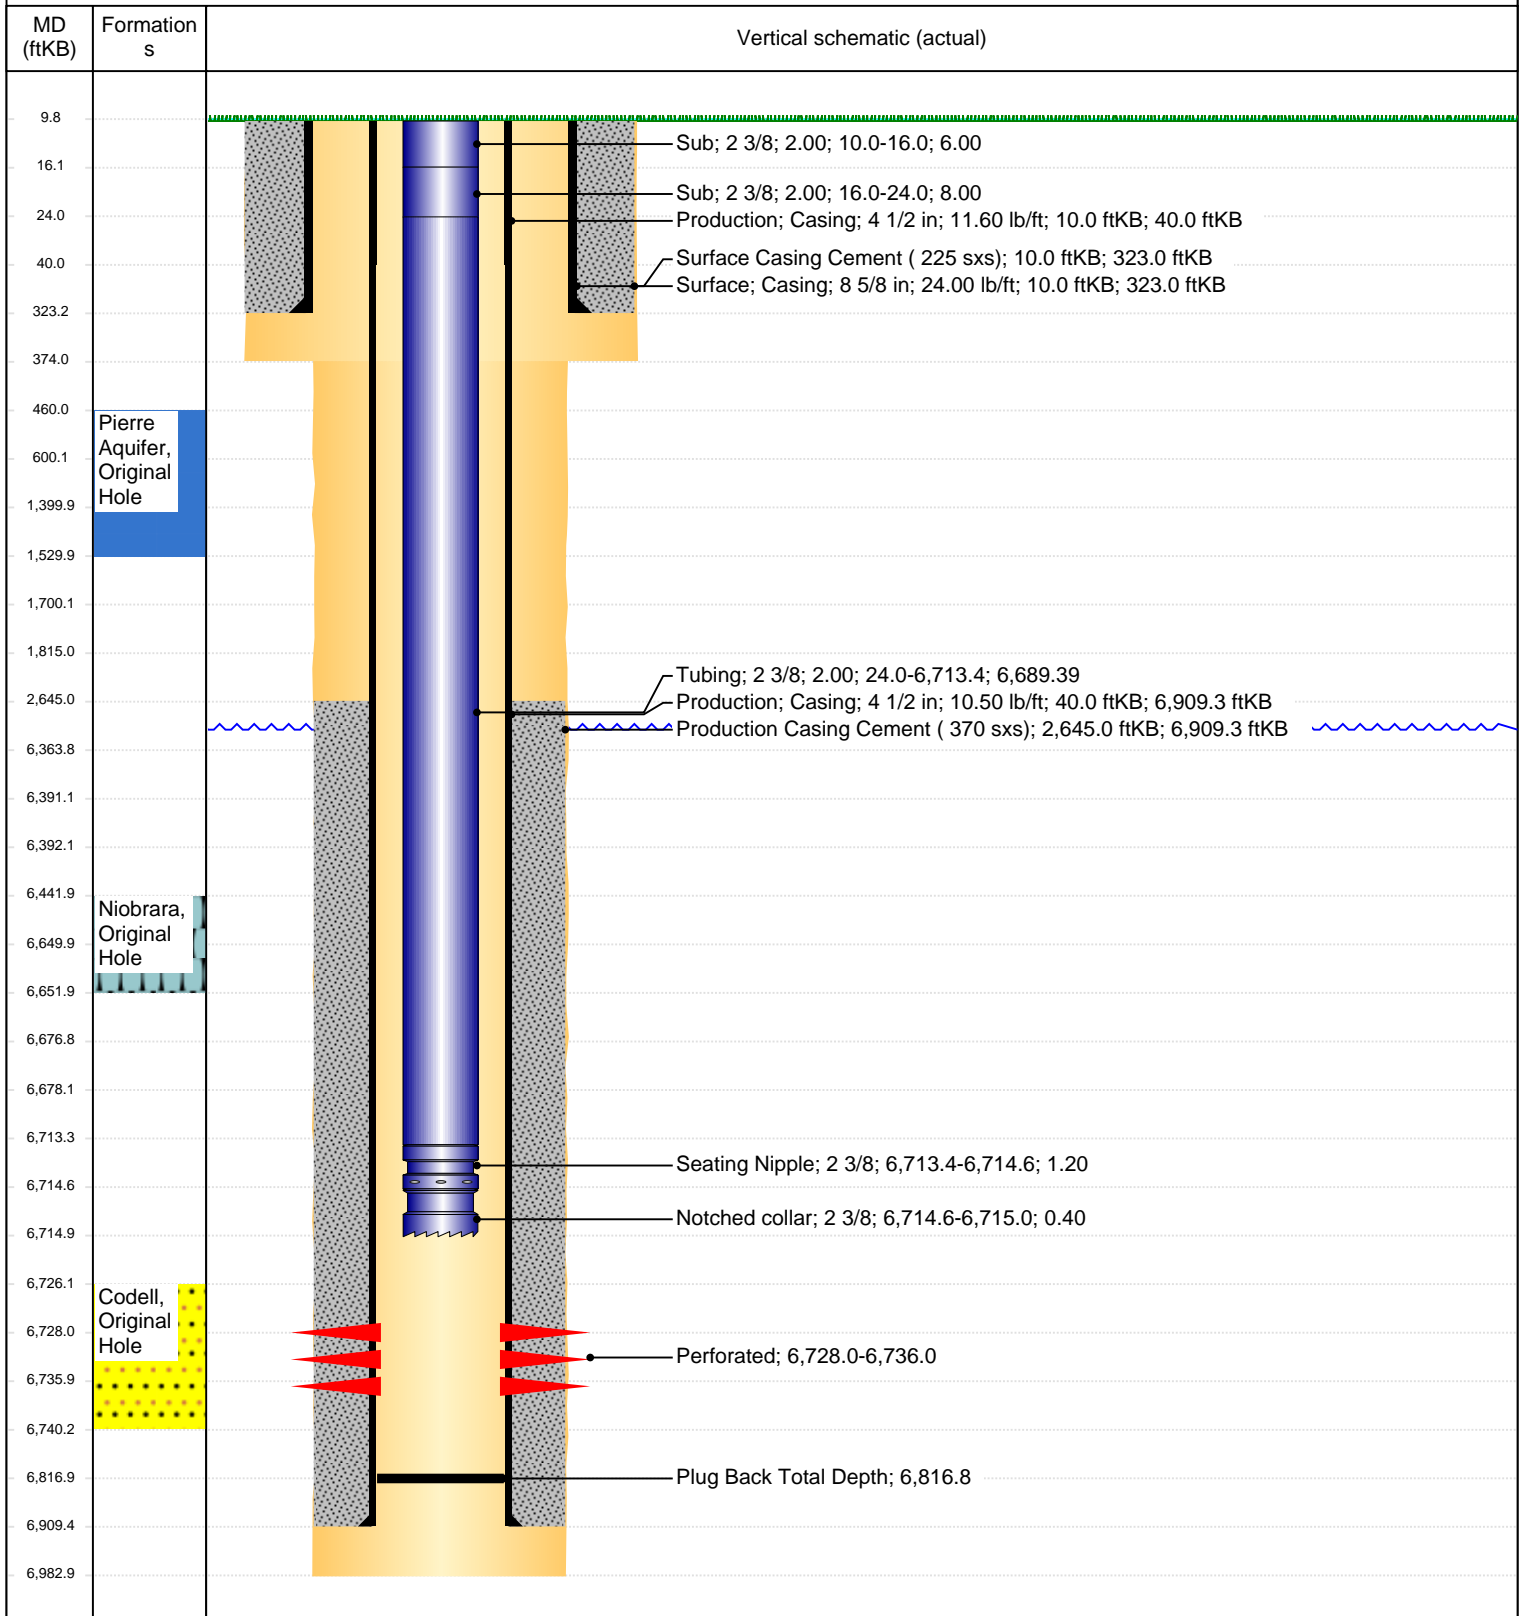 MD
(ftKB)
Formation
s
Vertical schematic (actual)
9.8
Sub; 2 3/8; 2.00; 10.0-16.0; 6.00
16.1
Sub; 2 3/8; 2.00; 16.0-24.0; 8.00
24.0
Production; Casing; 4 1/2 in; 11.60 lb/ft; 10.0 ftKB; 40.0 ftKB
Surface Casing Cement ( 225 sxs); 10.0 ftKB; 323.0 ftKB
40.0
Surface; Casing; 8 5/8 in; 24.00 lb/ft; 10.0 ftKB; 323.0 ftKB
323.2
374.0
460.0
Pierre
Aquifer,
Original
Hole
600.1
1,399.9
1,529.9
1,700.1
1,815.0
Tubing; 2 3/8; 2.00; 24.0-6,713.4; 6,689.39
2,645.0
Production; Casing; 4 1/2 in; 10.50 lb/ft; 40.0 ftKB; 6,909.3 ftKB
Production Casing Cement ( 370 sxs); 2,645.0 ftKB; 6,909.3 ftKB
6,363.8
6,391.1
6,392.1
6,441.9
Niobrara,
Original
Hole
6,649.9
6,651.9
6,676.8
6,678.1
6,713.3
Seating Nipple; 2 3/8; 6,713.4-6,714.6; 1.20
6,714.6
Notched collar; 2 3/8; 6,714.6-6,715.0; 0.40
6,714.9
6,726.1
Codell,
Original
Hole
6,728.0
Perforated; 6,728.0-6,736.0
6,735.9
6,740.2
6,816.9
Plug Back Total Depth; 6,816.8
6,909.4
6,982.9